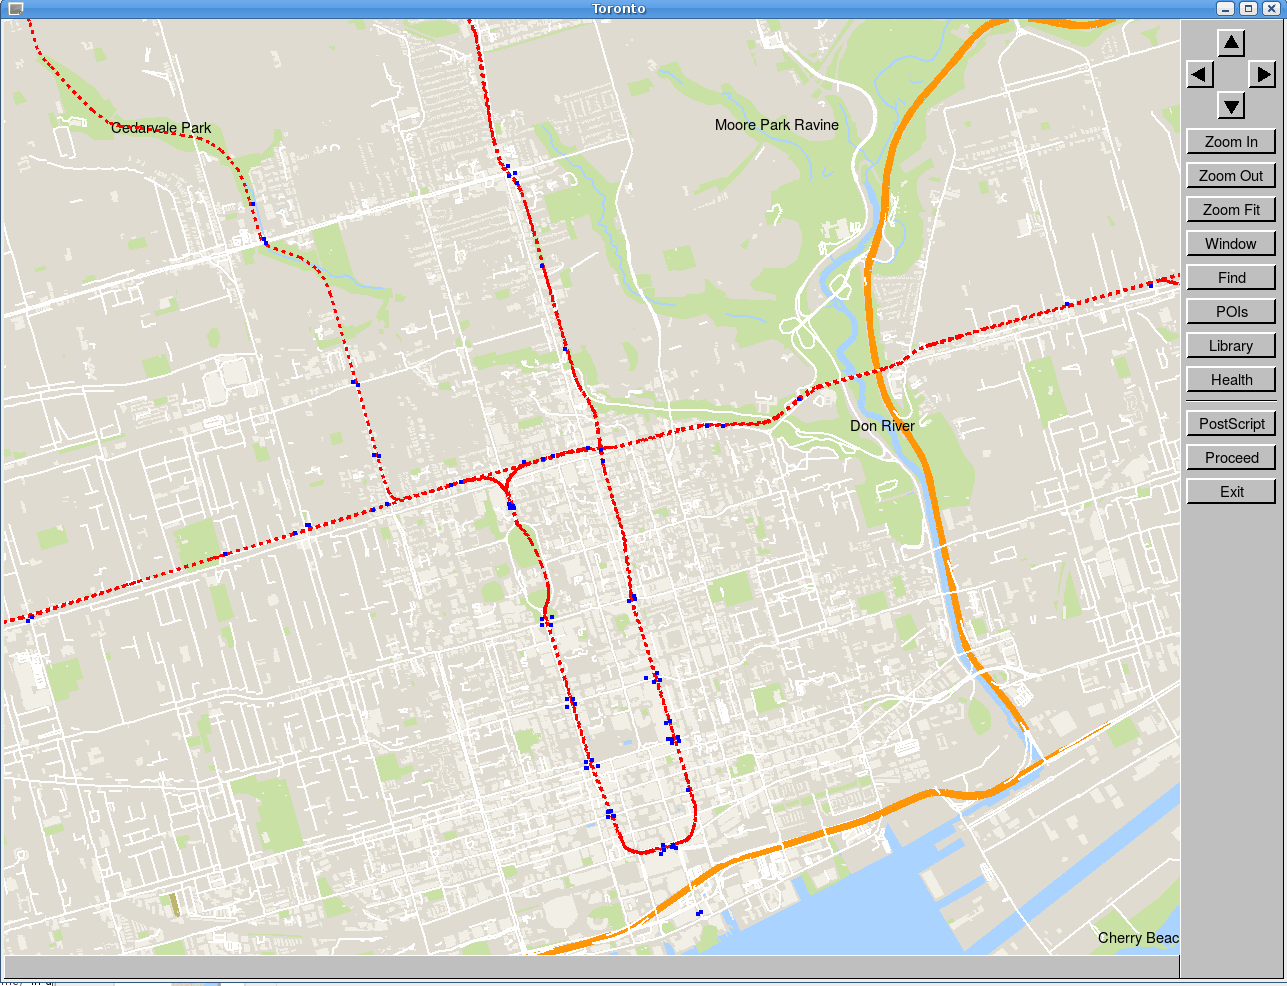 Toronto
Cedarvale Park
Moore Park Ravine
Don River
Cherry Beac
Zoom In
Zoom Out
Zoom Fit
Window
Find
POIs
Library
Health
PostScript
Proceed
Exit